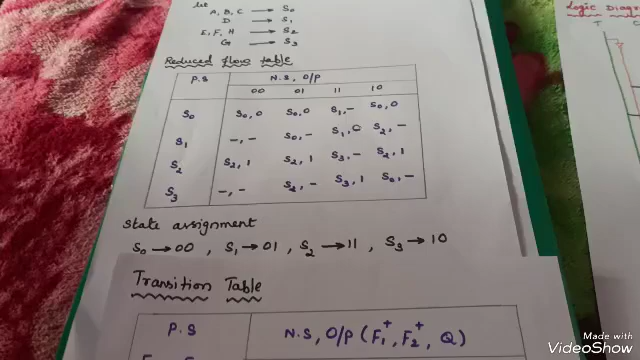 let
A, B, C → S0
D → S1
E, F, H → S2
G → S3
Reduced flow table
P.S N.S, O/P
00 01 11 10
S0 S0, 0 S0, 0 S1, - S0, 0
S1 -, - S0, - S1, 0 S2, -
S2 S2, 1 S2, 1 S3, - S2, 1
S3 -, - S2, - S3, 1 S0, -
State assignment
S0 → 00, S1 → 01, S2 → 11, S3 → 10
Transition Table
P.S N.S, O/P (F1+, F2+, Q)
Logic Diag
T
Made with
VideoShow